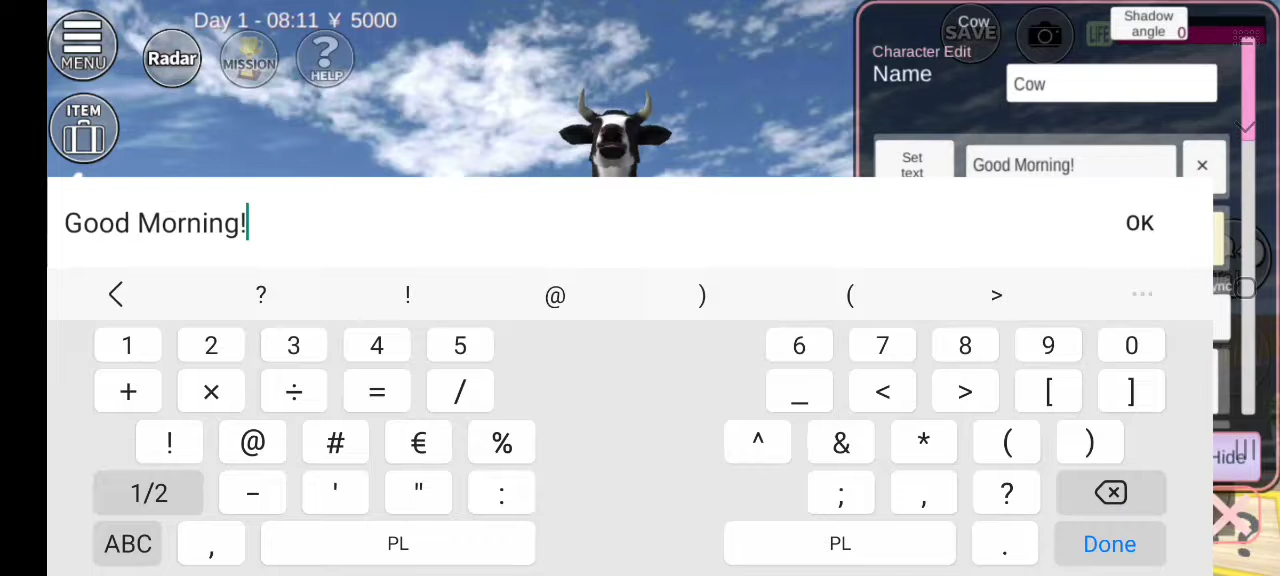 Day 1 - 08:11 ¥ 5000
MENU
Radar
MISSION
?
HELP
ITEM
Cow
SAVE
LIFE
Shadow
angle 0
Character Edit
Name
Cow
Set
text
Good Morning!
×
Good Morning!
OK
? ! @ ) ( > ...
1 2 3 4 5 6 7 8 9 0
+ × ÷ = / _ < > [ ]
! @ # € % ^ & * ( )
1/2 - ' " : ; , ?
ABC , PL PL . Done
Hide